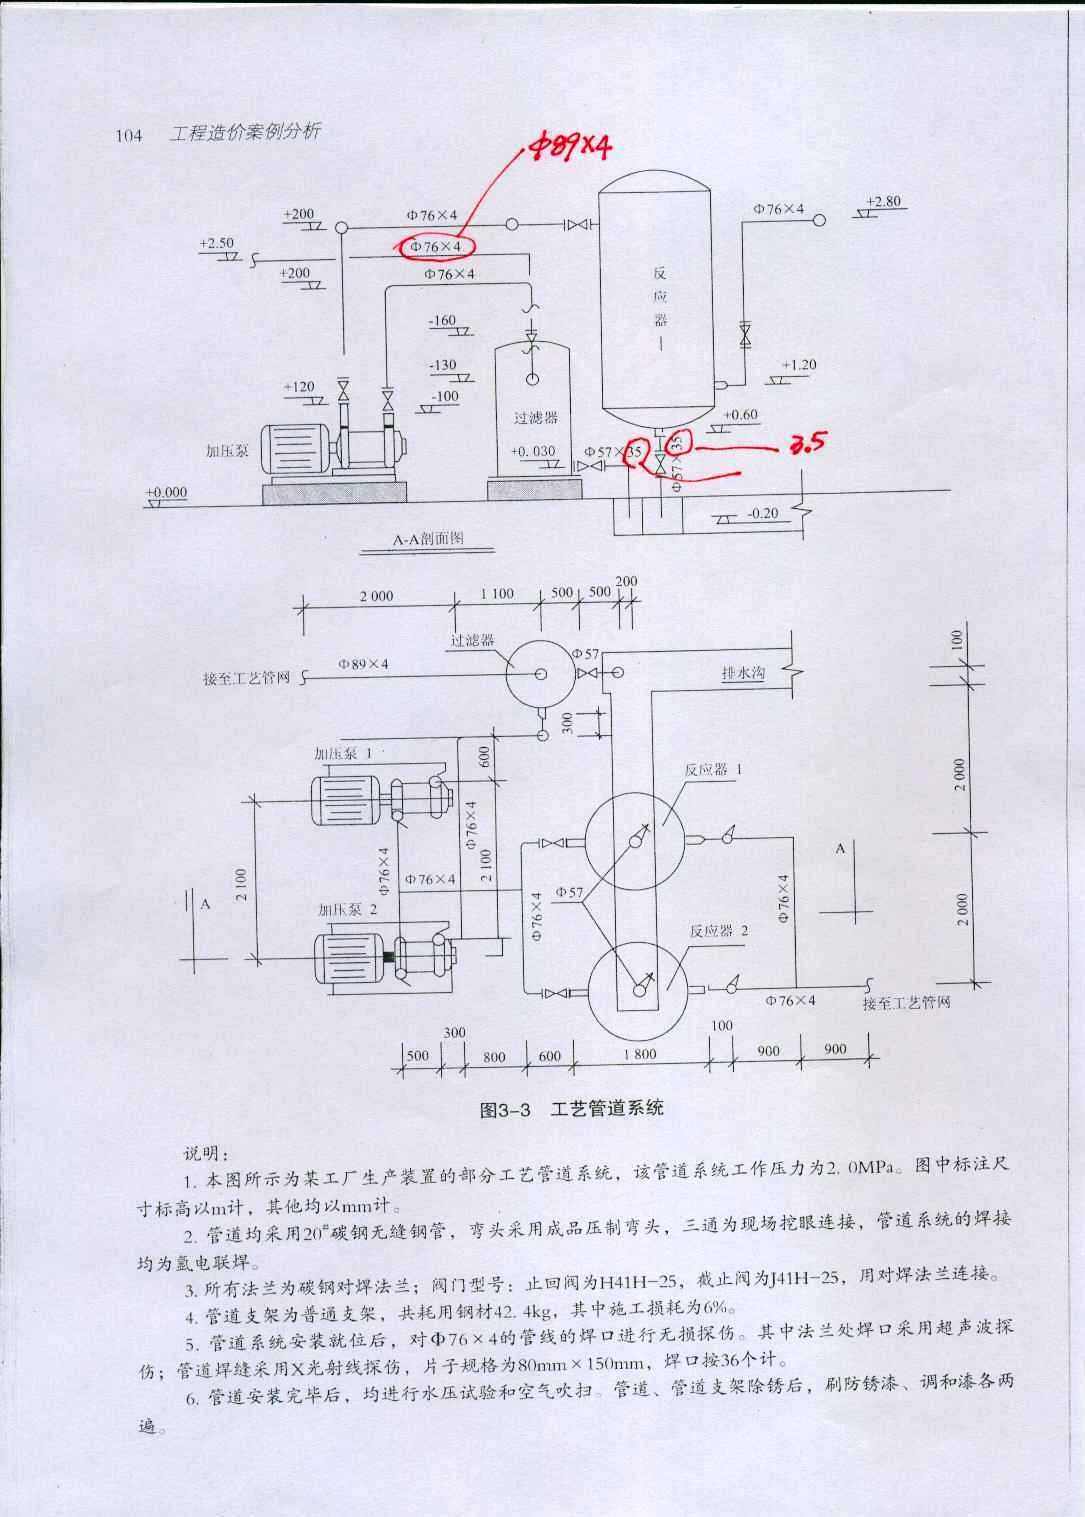 104 工程造价案例分析
Φ89×4
+200
Φ76×4
Φ76×4
+2.80
+2.50
Φ76×4
+200
Φ76×4
反应器一
-160
-130
+1.20
+120
-100
+0.60
加压泵
过滤器
+0.030
Φ57×35
Φ57×35
3.5
+0.000
-0.20
A-A剖面图
2 000
1 100
500
500
200
过滤器
Φ57
100
接至工艺管网
Φ89×4
排水沟
300
加压泵 1
600
反应器 1
2 000
Φ76×4
Φ76×4
Φ76×4
2 100
2 100
A
A
Φ57
Φ76×4
Φ76×4
2 000
加压泵 2
反应器 2
Φ76×4
接至工艺管网
500
300
800
600
1 800
100
900
900
图3-3 工艺管道系统
说明：
1. 本图所示为某工厂生产装置的部分工艺管道系统，该管道系统工作压力为2. 0MPa。图中标注尺
寸标高以m计，其他均以mm计。
2. 管道均采用20#碳钢无缝钢管，弯头采用成品压制弯头，三通为现场挖眼连接，管道系统的焊接
均为氩电联焊。
3. 所有法兰为碳钢对焊法兰；阀门型号：止回阀为H41H-25，截止阀为J41H-25，用对焊法兰连接。
4. 管道支架为普通支架，共耗用钢材42. 4kg，其中施工损耗为6%。
5. 管道系统安装就位后，对Φ76×4的管线的焊口进行无损探伤。其中法兰处焊口采用超声波探
伤；管道焊缝采用X光射线探伤，片子规格为80mm×150mm，焊口按36个计。
6. 管道安装完毕后，均进行水压试验和空气吹扫。管道、管道支架除锈后，刷防锈漆、调和漆各两
遍。